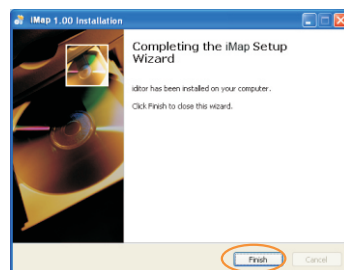 iMap 1.00 Installation
Completing the iMap Setup
Wizard
iditor has been installed on your computer.
Click Finish to close this wizard.
Finish
Cancel